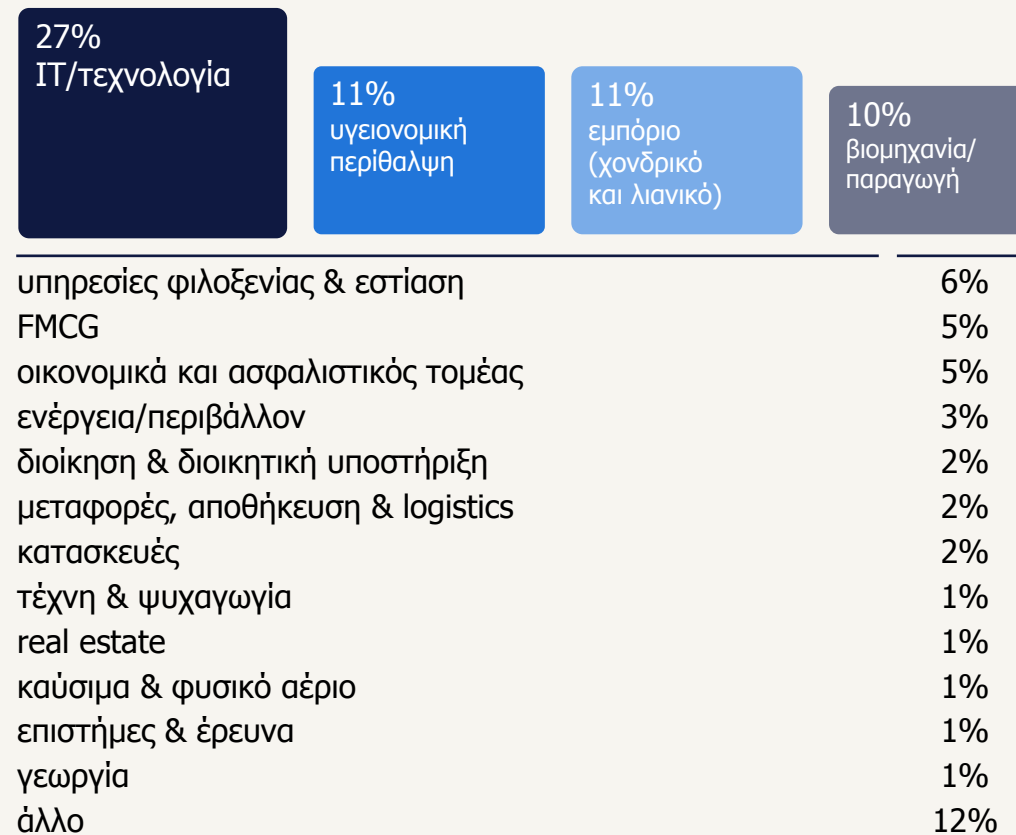 27%
IT/τεχνολογία
11%
υγειονομική
περίθαλψη
11%
εμπόριο
(χονδρικό
και λιανικό)
10%
βιομηχανία/
παραγωγή
υπηρεσίες φιλοξενίας & εστίαση 6%
FMCG 5%
οικονομικά και ασφαλιστικός τομέας 5%
ενέργεια/περιβάλλον 3%
διοίκηση & διοικητική υποστήριξη 2%
μεταφορές, αποθήκευση & logistics 2%
κατασκευές 2%
τέχνη & ψυχαγωγία 1%
real estate 1%
καύσιμα & φυσικό αέριο 1%
επιστήμες & έρευνα 1%
γεωργία 1%
άλλο 12%